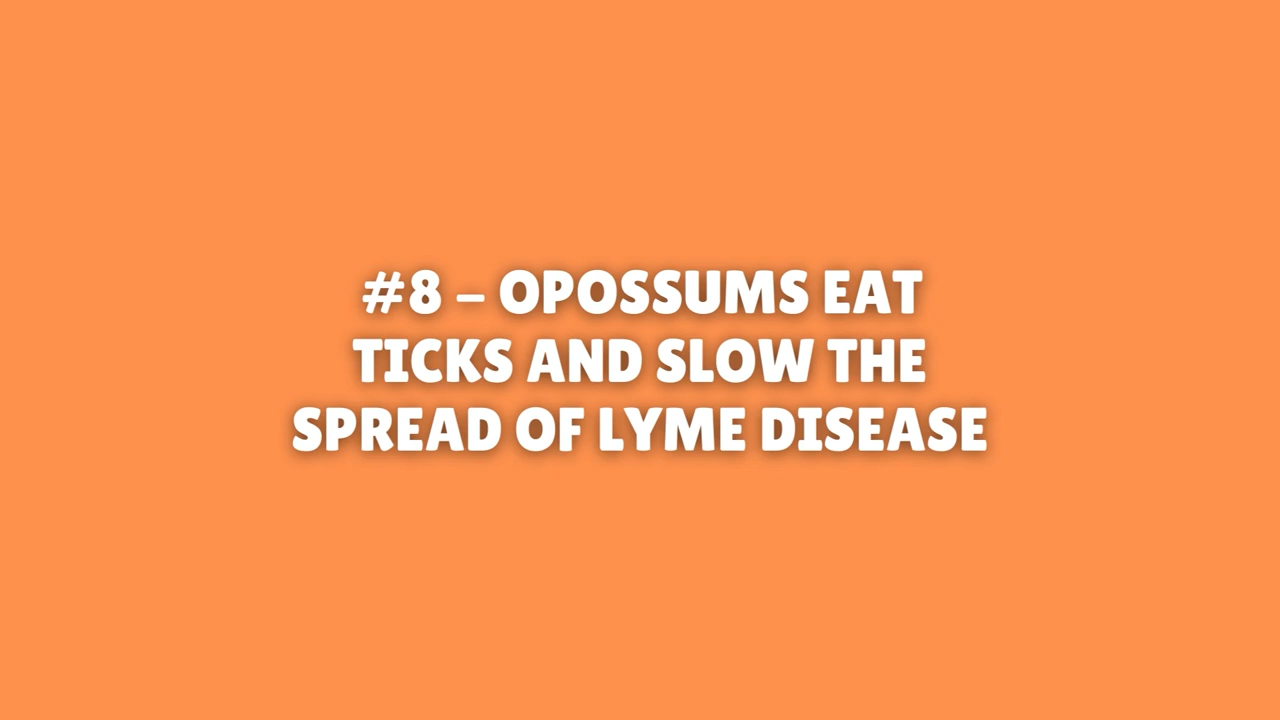 #8 – OPOSSUMS EAT
TICKS AND SLOW THE
SPREAD OF LYME DISEASE